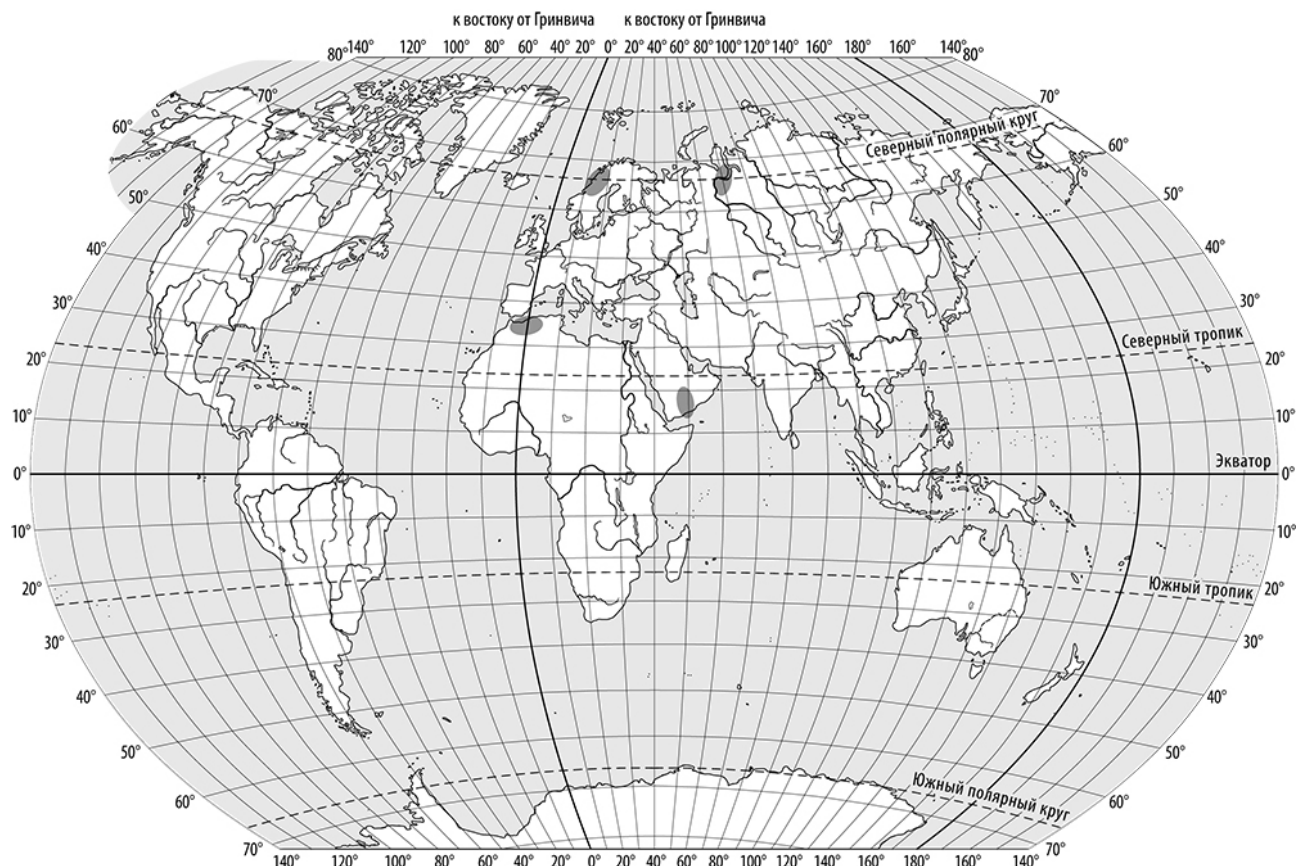 к востоку от Гринвича к востоку от Гринвича
80° 140° 120° 100° 80° 60° 40° 20° 0° 20° 40° 60° 80° 100° 120° 140° 160° 180° 160° 140° 80°
70° 70°
60° Северный полярный круг 60°
50° 50°
40° 40°
30° 30°
20° Северный тропик 20°
10° 10°
0° Экватор 0°
10° 10°
20° Южный тропик 20°
30° 30°
40° 40°
50° 50°
60° Южный полярный круг 60°
70° 140° 120° 100° 80° 60° 40° 20° 0° 20° 40° 60° 80° 100° 120° 140° 160° 180° 160° 140° 70°